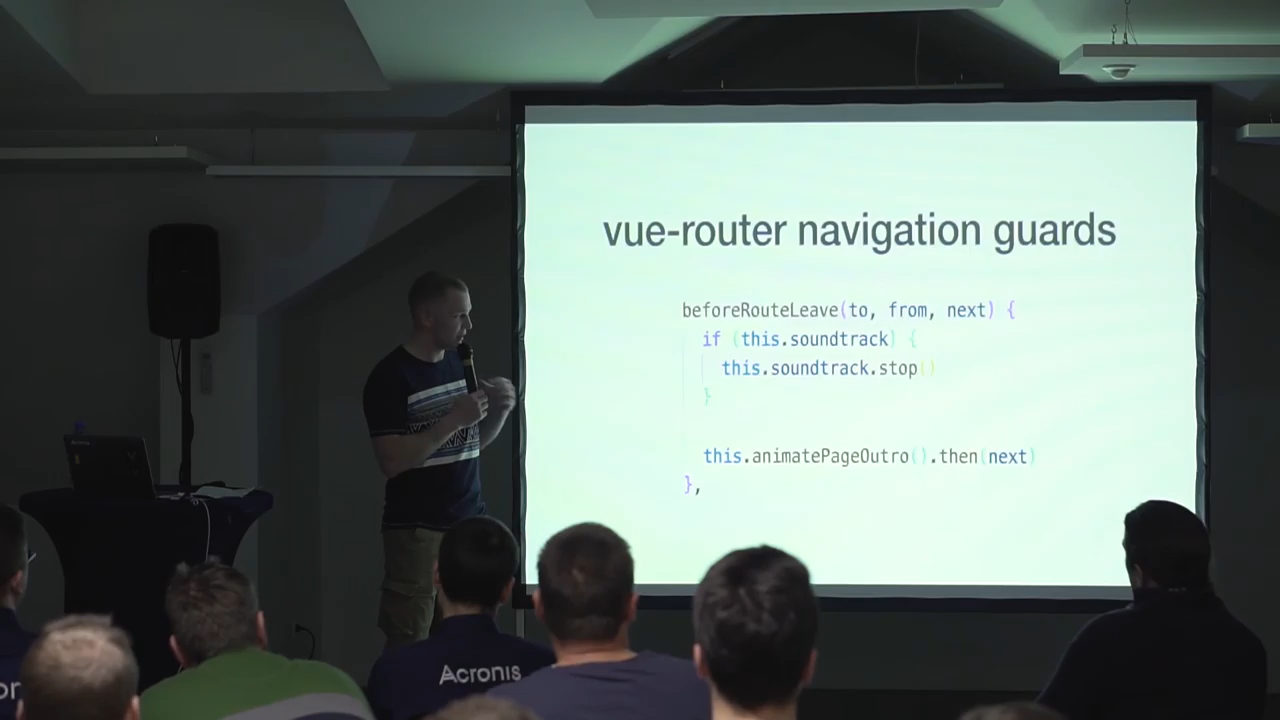 vue-router navigation guards
beforeRouteLeave(to, from, next) {
if (this.soundtrack) {
this.soundtrack.stop()
}
this.animatePageOutro().then(next)
},
Acronis
or